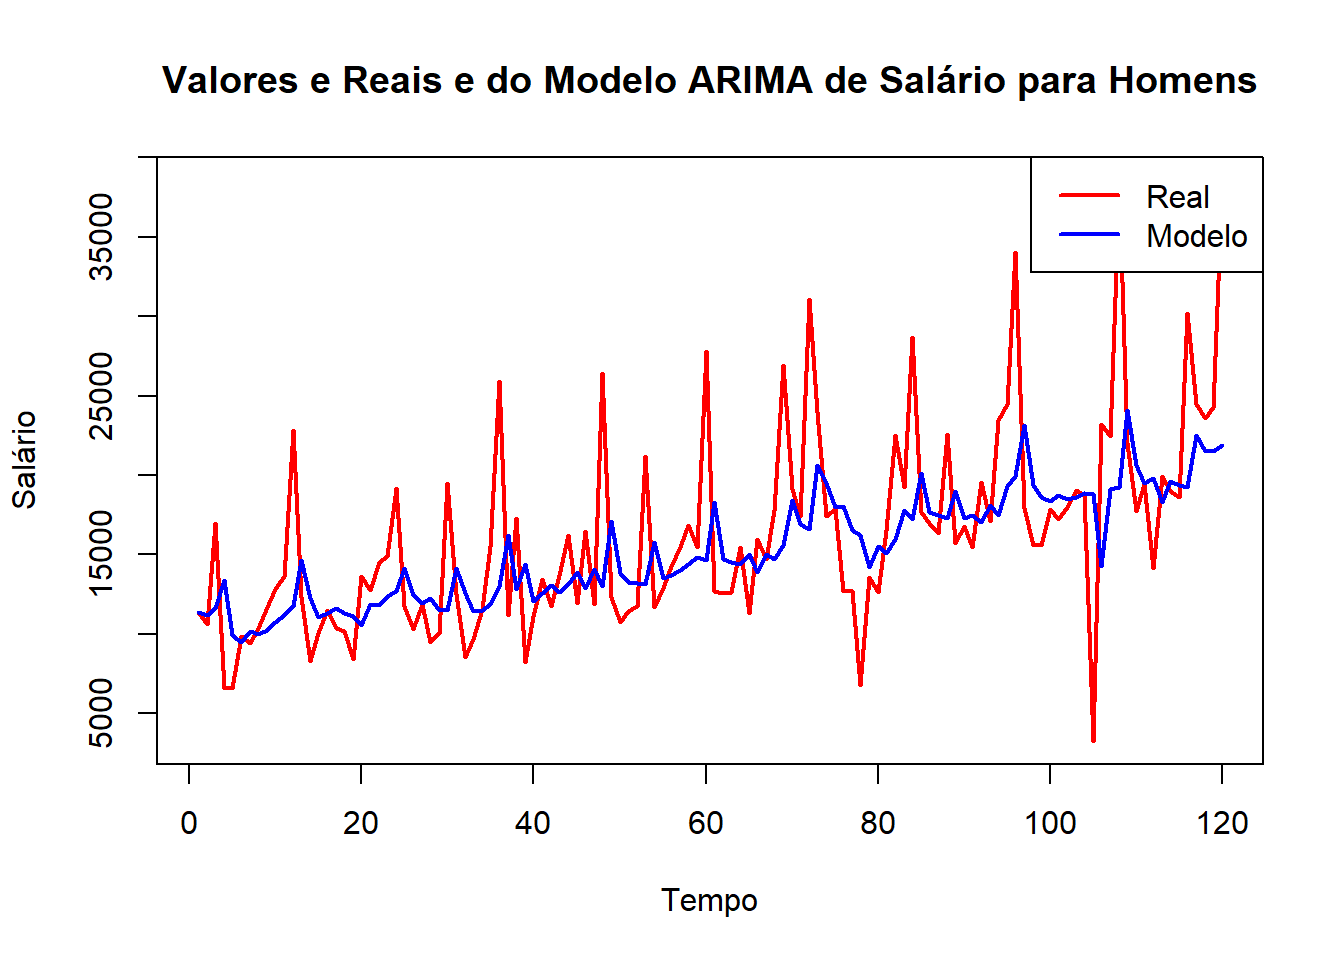 Valores e Reais e do Modelo ARIMA de Salário para Homens
Real
Modelo
35000
25000
15000
5000
Salário
0 20 40 60 80 100 120
Tempo